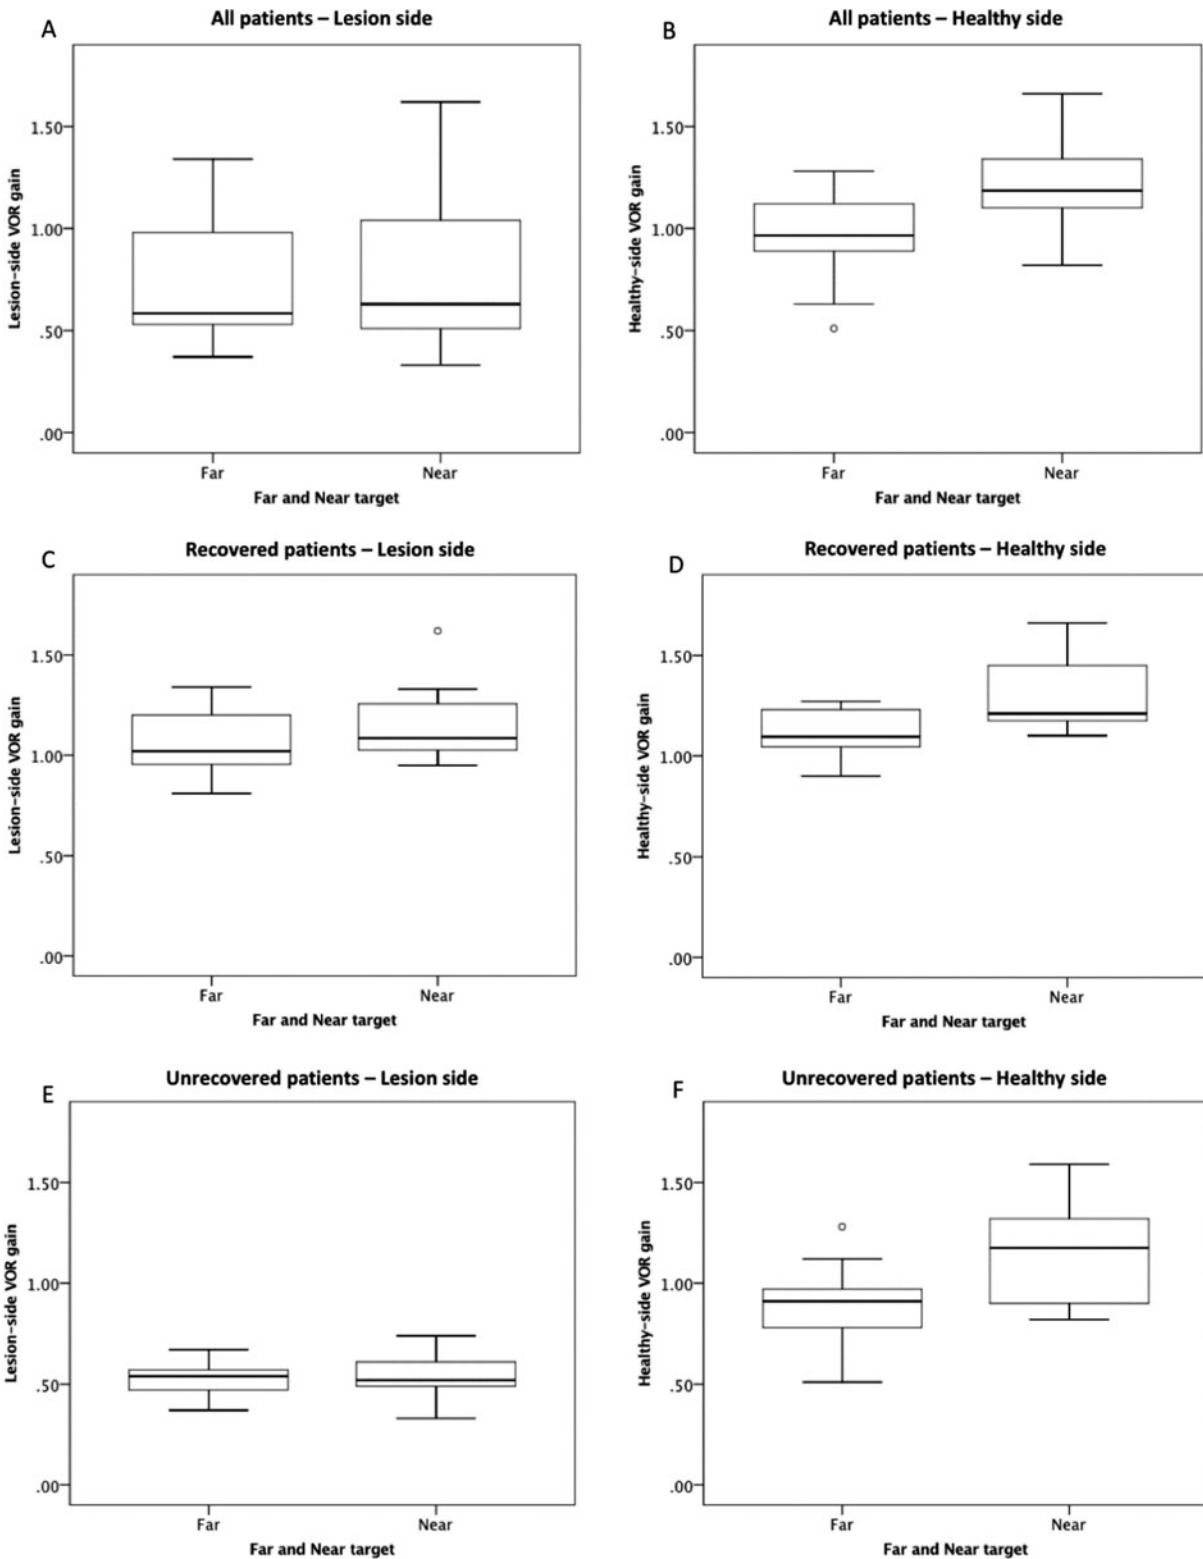 A
All patients – Lesion side
Lesion-side VOR gain
1.50
1.00
.50
.00
Far
Near
Far and Near target
B
All patients – Healthy side
Healthy-side VOR gain
1.50
1.00
.50
.00
Far
Near
Far and Near target
C
Recovered patients – Lesion side
Lesion-side VOR gain
1.50
1.00
.50
.00
Far
Near
Far and Near target
D
Recovered patients – Healthy side
Healthy-side VOR gain
1.50
1.00
.50
.00
Far
Near
Far and Near target
E
Unrecovered patients – Lesion side
Lesion-side VOR gain
1.50
1.00
.50
.00
Far
Near
Far and Near target
F
Unrecovered patients – Healthy side
Healthy-side VOR gain
1.50
1.00
.50
.00
Far
Near
Far and Near target